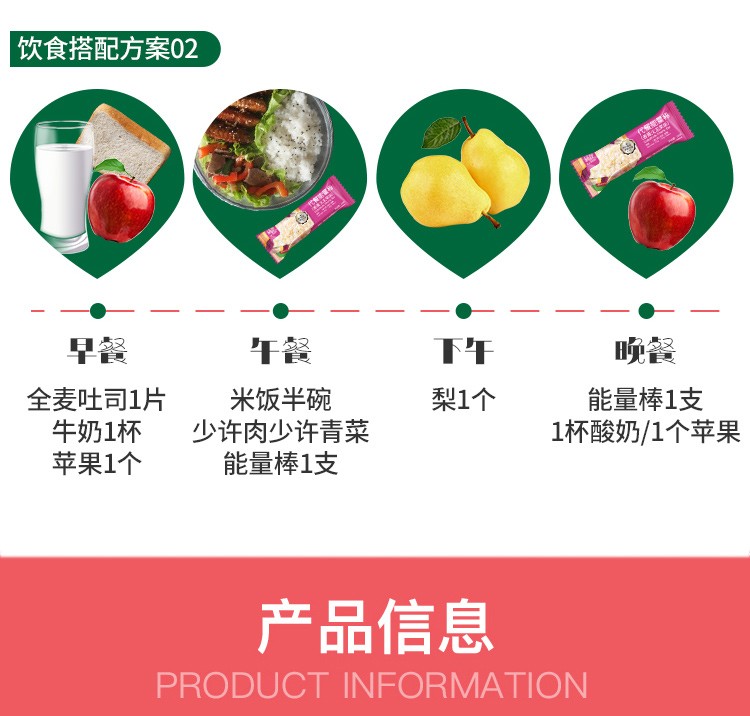 饮食搭配方案02
早餐
全麦吐司1片
牛奶1杯
苹果1个
午餐
米饭半碗
少许肉少许青菜
能量棒1支
下午
梨1个
晚餐
能量棒1支
1杯酸奶/1个苹果
产品信息
PRODUCT INFORMATION